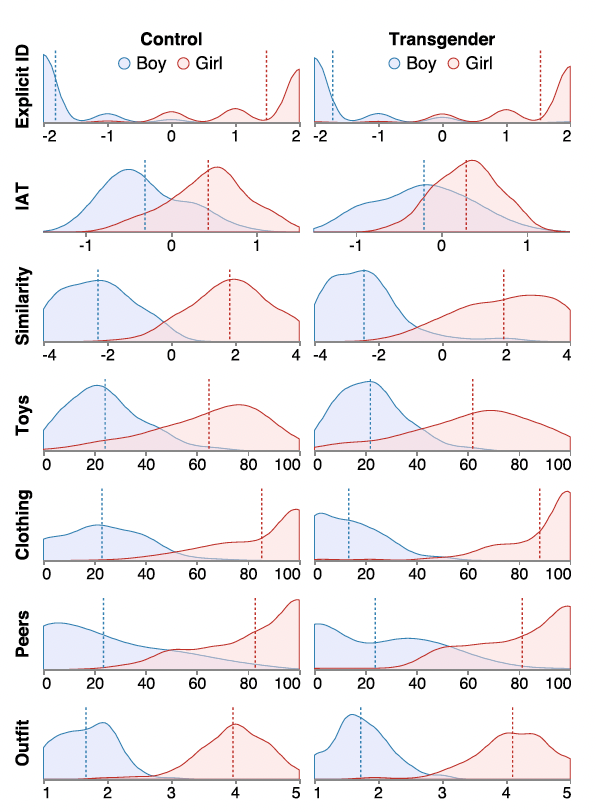 Control Transgender
Boy Girl Boy Girl
Explicit ID
-2 -1 0 1 2 -2 -1 0 1 2
IAT
-1 0 1 -1 0 1
Similarity
-4 -2 0 2 4 -4 -2 0 2 4
Toys
0 20 40 60 80 100 0 20 40 60 80 100
Clothing
0 20 40 60 80 100 0 20 40 60 80 100
Peers
0 20 40 60 80 100 0 20 40 60 80 100
Outfit
1 2 3 4 5 1 2 3 4 5